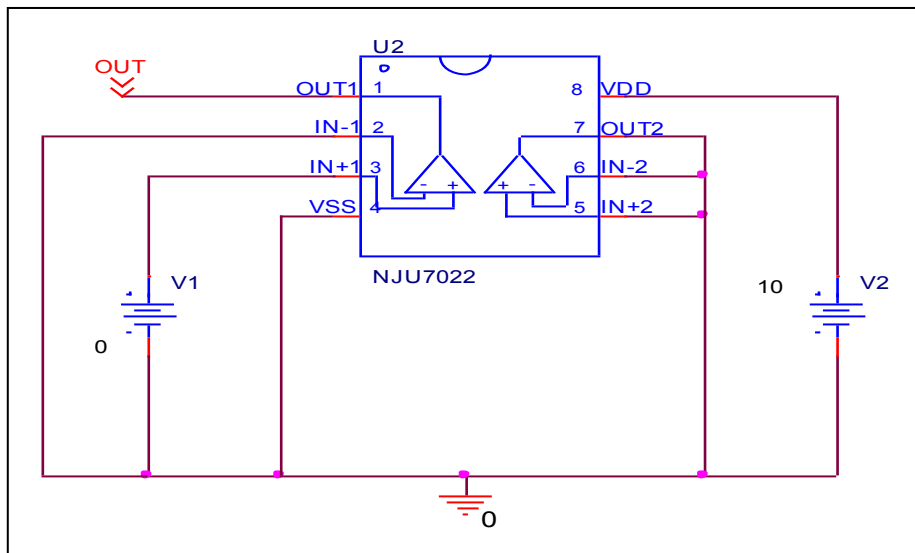 U2
OUT
OUT1 1 8 VDD
IN-1 2 7 OUT2
IN+1 3 6 IN-2
- + + -
VSS 4 5 IN+2
NJU7022
V1
0
10 V2
0